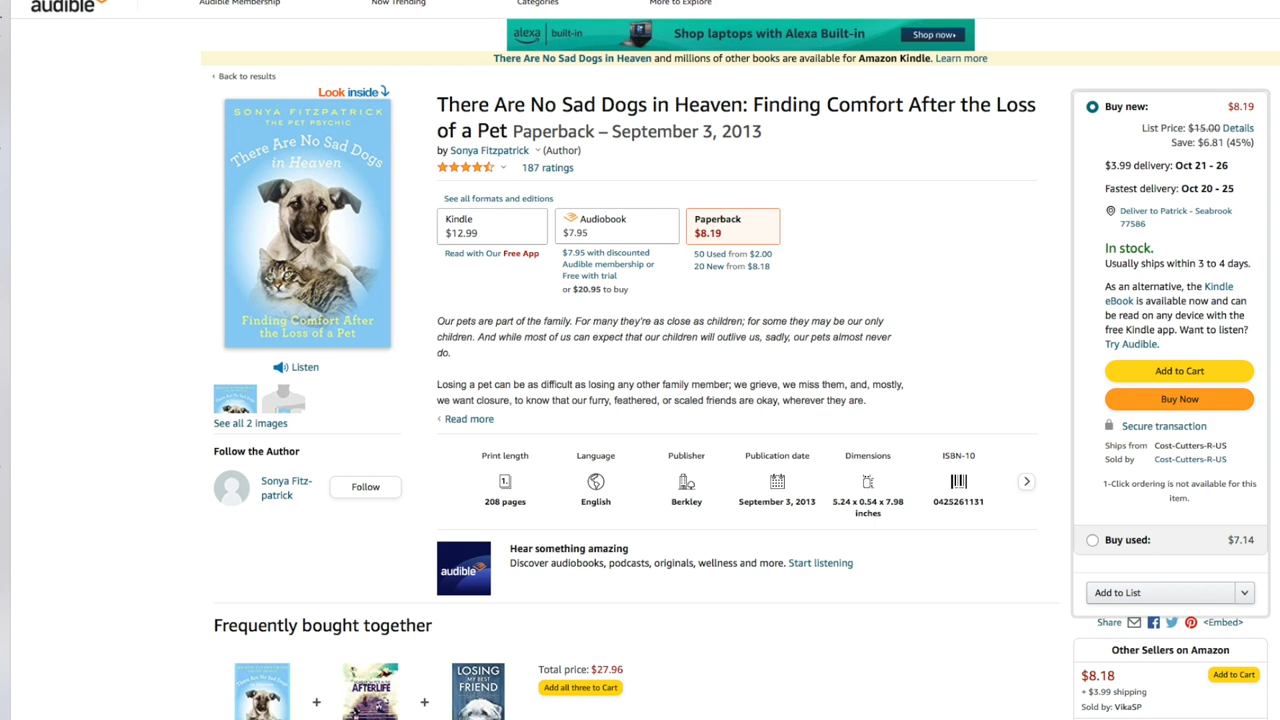 audible
Audible Membership
Now Trending
Categories
More to Explore
alexa built-in Shop laptops with Alexa Built-in Shop now›
There Are No Sad Dogs in Heaven and millions of other books are available for Amazon Kindle. Learn more
‹ Back to results
Look inside
SONYA FITZPATRICK
THE PET PSYCHIC
There Are No Sad Dogs
in Heaven
Finding Comfort After
the Loss of a Pet
Listen
See all 2 images
Follow the Author
Sonya Fitz-
patrick
Follow
There Are No Sad Dogs in Heaven: Finding Comfort After the Loss
of a Pet Paperback – September 3, 2013
by Sonya Fitzpatrick (Author)
187 ratings
See all formats and editions
Kindle
$12.99
Read with Our Free App
Audiobook
$7.95
$7.95 with discounted
Audible membership or
Free with trial
or $20.95 to buy
Paperback
$8.19
50 Used from $2.00
20 New from $8.18
Our pets are part of the family. For many they're as close as children; for some they may be our only
children. And while most of us can expect that our children will outlive us, sadly, our pets almost never
do.
Losing a pet can be as difficult as losing any other family member; we grieve, we miss them, and, mostly,
we want closure, to know that our furry, feathered, or scaled friends are okay, wherever they are.
‹ Read more
Print length
208 pages
Language
English
Publisher
Berkley
Publication date
September 3, 2013
Dimensions
5.24 x 0.54 x 7.98
inches
ISBN-10
0425261131
audible
Hear something amazing
Discover audiobooks, podcasts, originals, wellness and more. Start listening
Frequently bought together
SONYA FITZPATRICK
There Are No Sad Dogs
+
AFTERLIFE
+
LOSING
MY BEST
FRIEND
Total price: $27.96
Add all three to Cart
Buy new: $8.19
List Price: $15.00 Details
Save: $6.81 (45%)
$3.99 delivery: Oct 21 - 26
Fastest delivery: Oct 20 - 25
Deliver to Patrick - Seabrook
77586
In stock.
Usually ships within 3 to 4 days.
As an alternative, the Kindle
eBook is available now and can
be read on any device with the
free Kindle app. Want to listen?
Try Audible.
Add to Cart
Buy Now
Secure transaction
Ships from Cost-Cutters-R-US
Sold by Cost-Cutters-R-US
1-Click ordering is not available for this
item.
Buy used: $7.14
Add to List
Share <Embed>
Other Sellers on Amazon
$8.18 Add to Cart
+ $3.99 shipping
Sold by: VikaSP